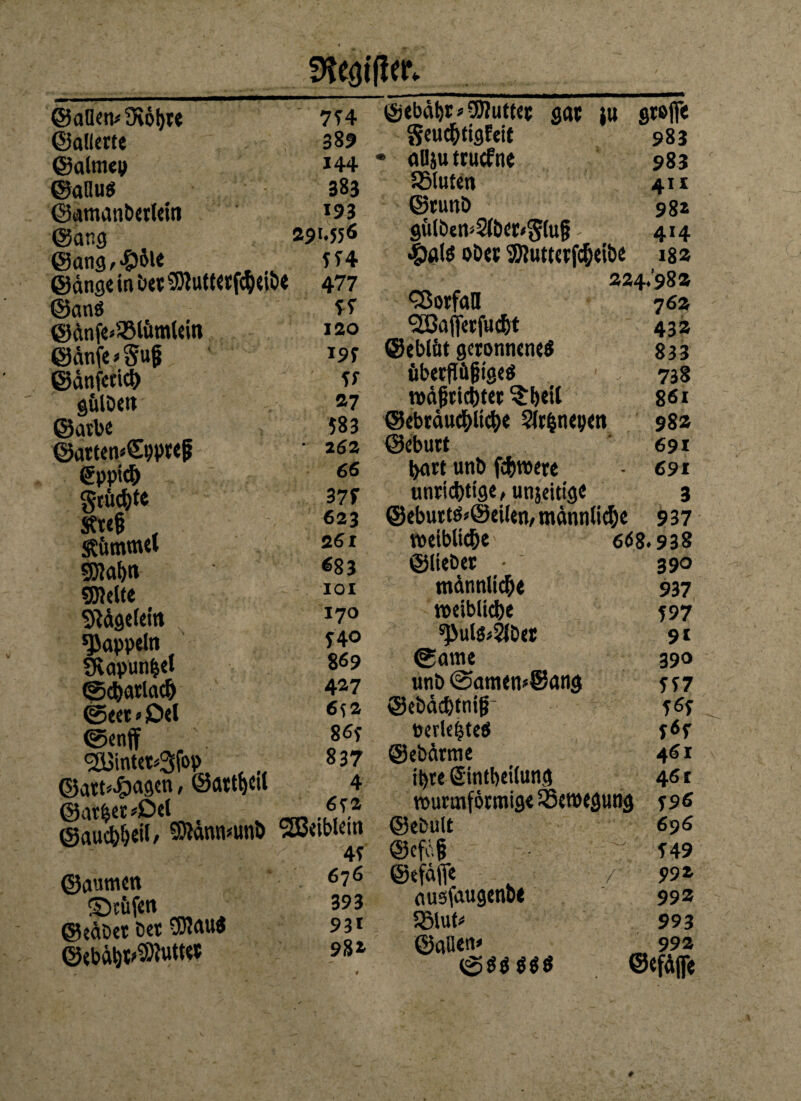 Register.
Gallen-Röhre 754
Gallerte 389
Galmey 144
Gallus 383
Gamanderlein 193
Gang 291.556
Gang, Höle 554
Gänge in der Mutterscheide 477
Gans 55
Gänse-Blümlein 120
Gänse-Fuß 195
Gänserich 55
gülden 27
Garbe 583
Garten-Cypreß 262
Eppich 66
Früchte 375
Kreß 623
Kümmel 261
Mahn 683
Melte 101
Nägelein 170
Pappeln 540
Rapuntzel 869
Scharlach 427
Seer-Oel 652
Senff 865
Winter-Isop 837
Gart-Hagen, Gartheil 4
Gartzer-Oel 652
Gauchheil, Männ-und Weiblein
45
Gaumen 676
Drüsen 393
Geäder der Maus 931
Gebähr-Mutter 982
Gebähr-Mutter gar zu grosse
Feuchtigkeit 983
allzu truckne 983
Bluten 411
Grund 982
gülden-Ader-Fluß 414
Hals oder Mutterscheide 182
224.982
Vorfall 762
Wassersucht 432
Geblüt geronnenes 833
überflüßiges 738
wäßrichter Theil 861
Gebräuchliche Artzneyen 982
Geburt 691
hart und schwere 691
unrichtige, unzeitige 3
Geburts-Geilen, männliche 937
weibliche 668.938
Glieder 390
männliche 937
weibliche 597
Puls-Ader 91
Same 390
und Samen-Gang 557
Gedächtniß 565
verletztes 565
Gedärme 461
ihre Eintheilung 461
wurmförmige Bewegung 596
Gedult 696
Gefäß 549
Gefässe 992
aussaugende 992
Blut- 993
Gallen- 992
Sss sss Gefässe